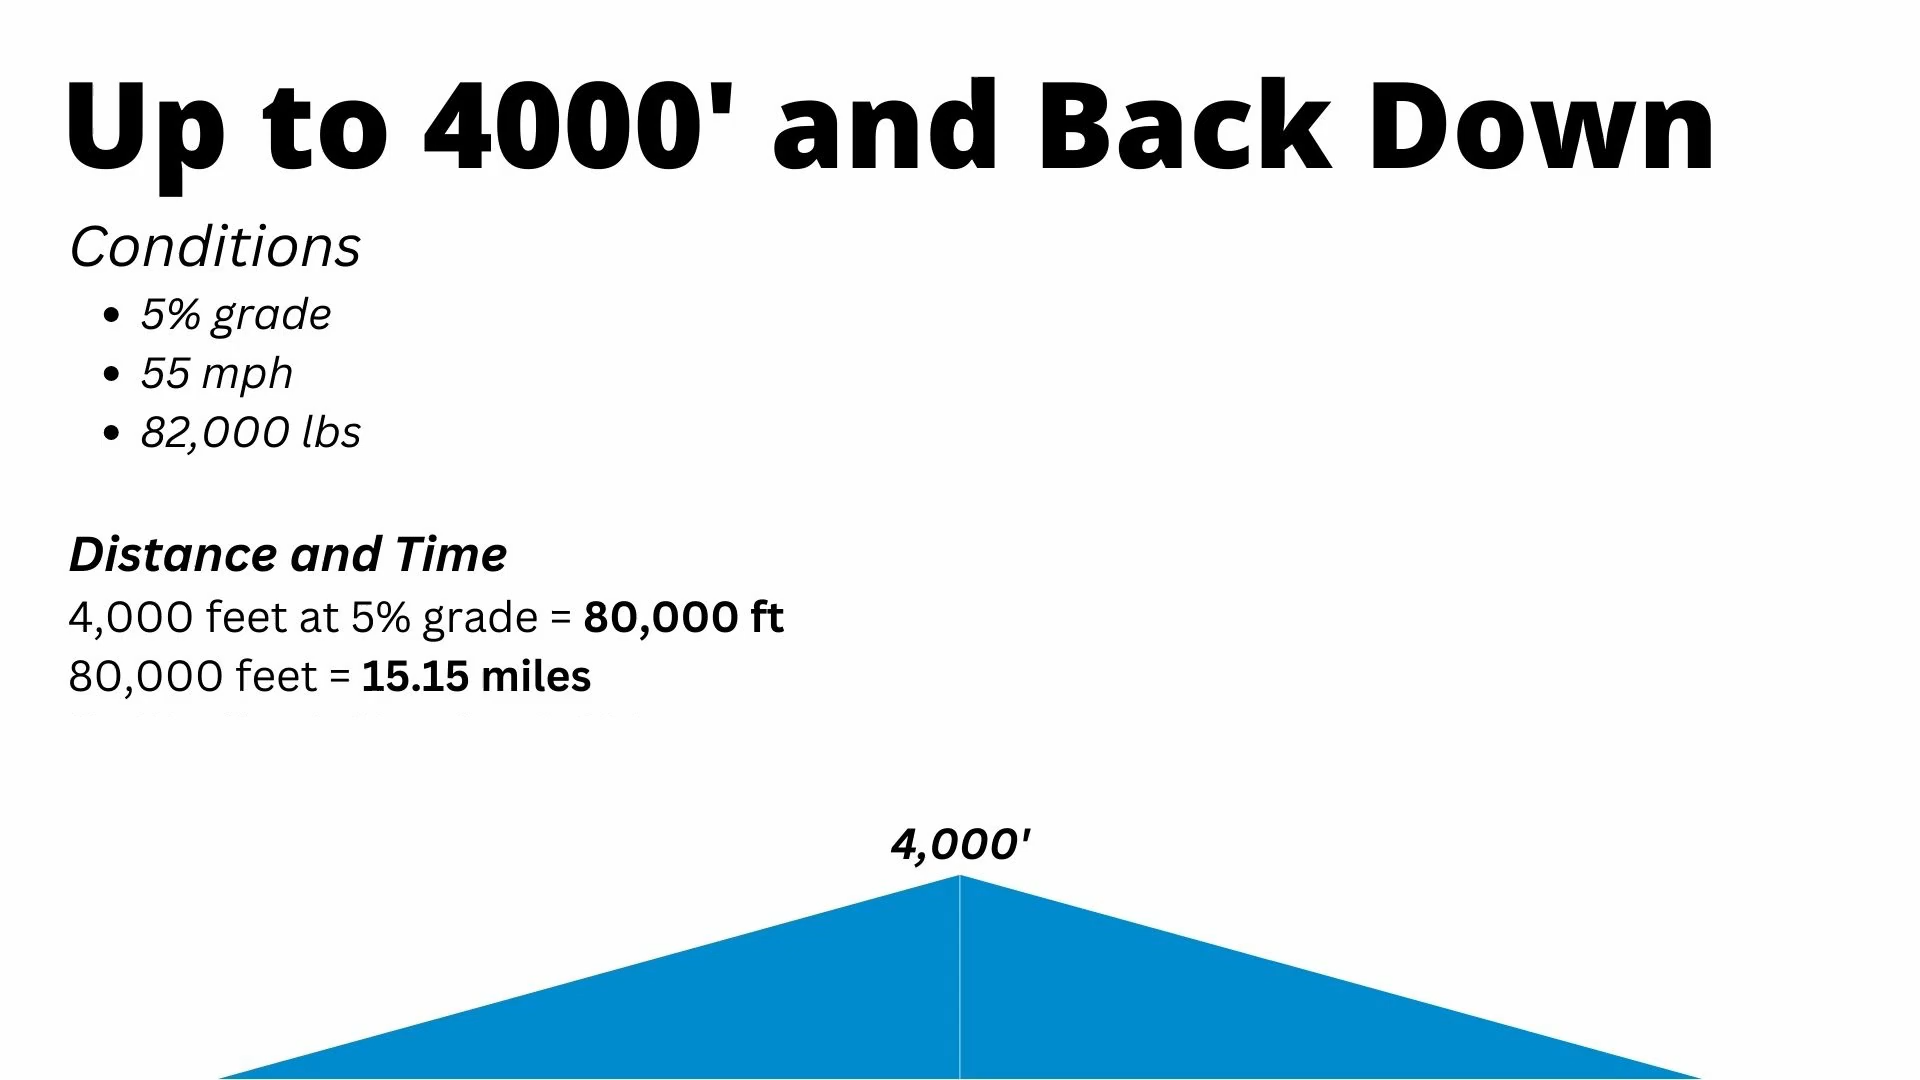 Up to 4000' and Back Down
Conditions
• 5% grade
• 55 mph
• 82,000 lbs
Distance and Time
4,000 feet at 5% grade = 80,000 ft
80,000 feet = 15.15 miles
4,000'